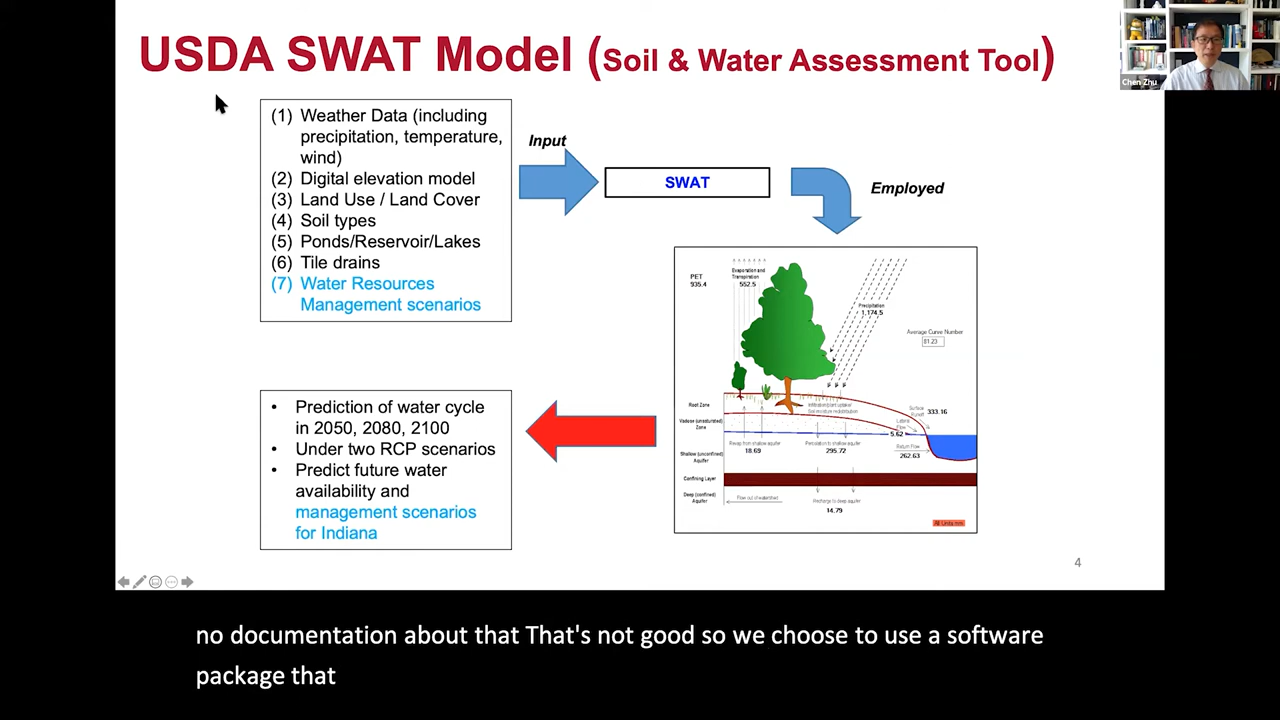 USDA SWAT Model (Soil & Water Assessment Tool)
Chen Zhu
(1) Weather Data (including
precipitation, temperature,
wind)
(2) Digital elevation model
(3) Land Use / Land Cover
(4) Soil types
(5) Ponds/Reservoir/Lakes
(6) Tile drains
(7) Water Resources
Management scenarios
Input
SWAT
Employed
PET
935.4
Evaporation and
Transpiration
552.5
Precipitation
1,174.5
Average Curve Number
81.23
Root Zone
Vadose (unsaturated)
Zone
Shallow (unconfined)
Aquifer
Confining Layer
Deep (confined)
Aquifer
Infiltration/plant uptake/
Soil moisture redistribution
Surface
Runoff
333.16
Lateral
Flow
5.62
Return Flow
262.63
Revap from shallow aquifer
18.69
Percolation to shallow aquifer
295.72
Flow out of watershed
Recharge to deep aquifer
14.79
All Units mm
• Prediction of water cycle
in 2050, 2080, 2100
• Under two RCP scenarios
• Predict future water
availability and
management scenarios
for Indiana
4
no documentation about that That's not good so we choose to use a software
package that